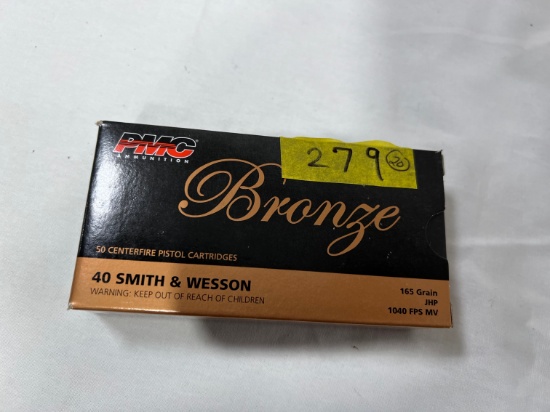 PMC
AMMUNITION
279 20
Bronze
50 CENTERFIRE PISTOL CARTRIDGES
40 SMITH & WESSON
WARNING: KEEP OUT OF REACH OF CHILDREN
165 Grain
JHP
1040 FPS MV